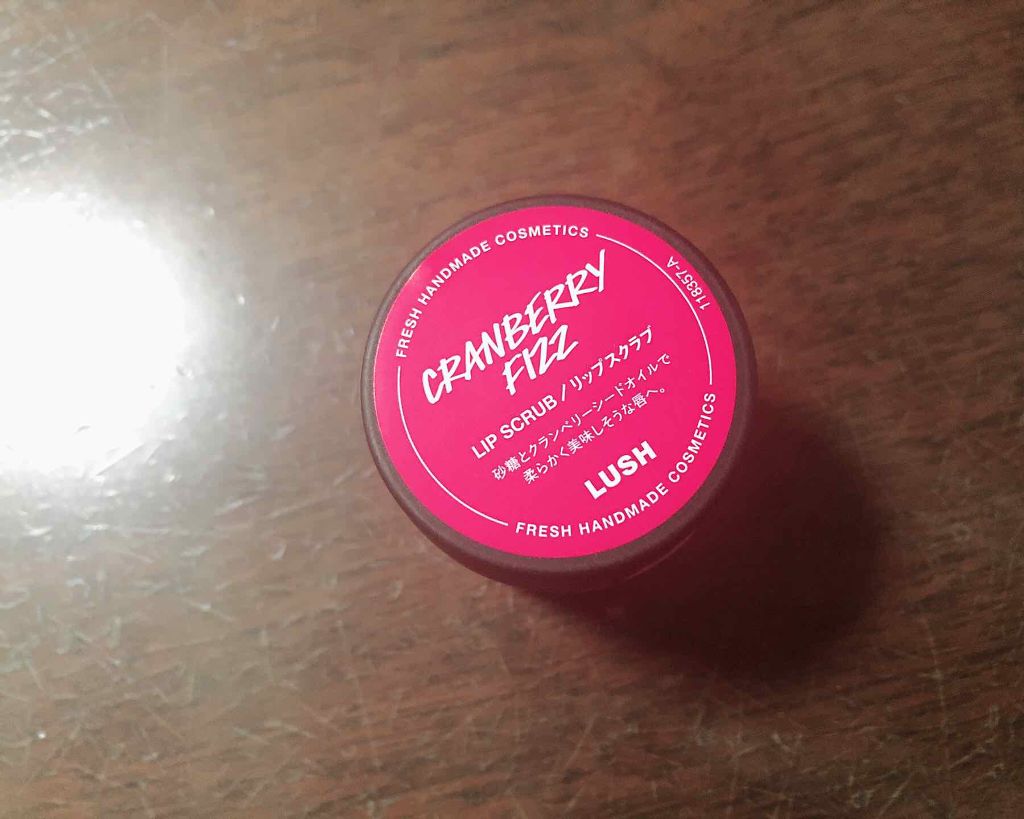 FRESH HANDMADE COSMETICS
118357-A
CRANBERRY
FIZZ
LIP SCRUB / リップスクラブ
砂糖とクランベリーシードオイルで
柔らかく美味しそうな唇へ。
LUSH
FRESH HANDMADE COSMETICS